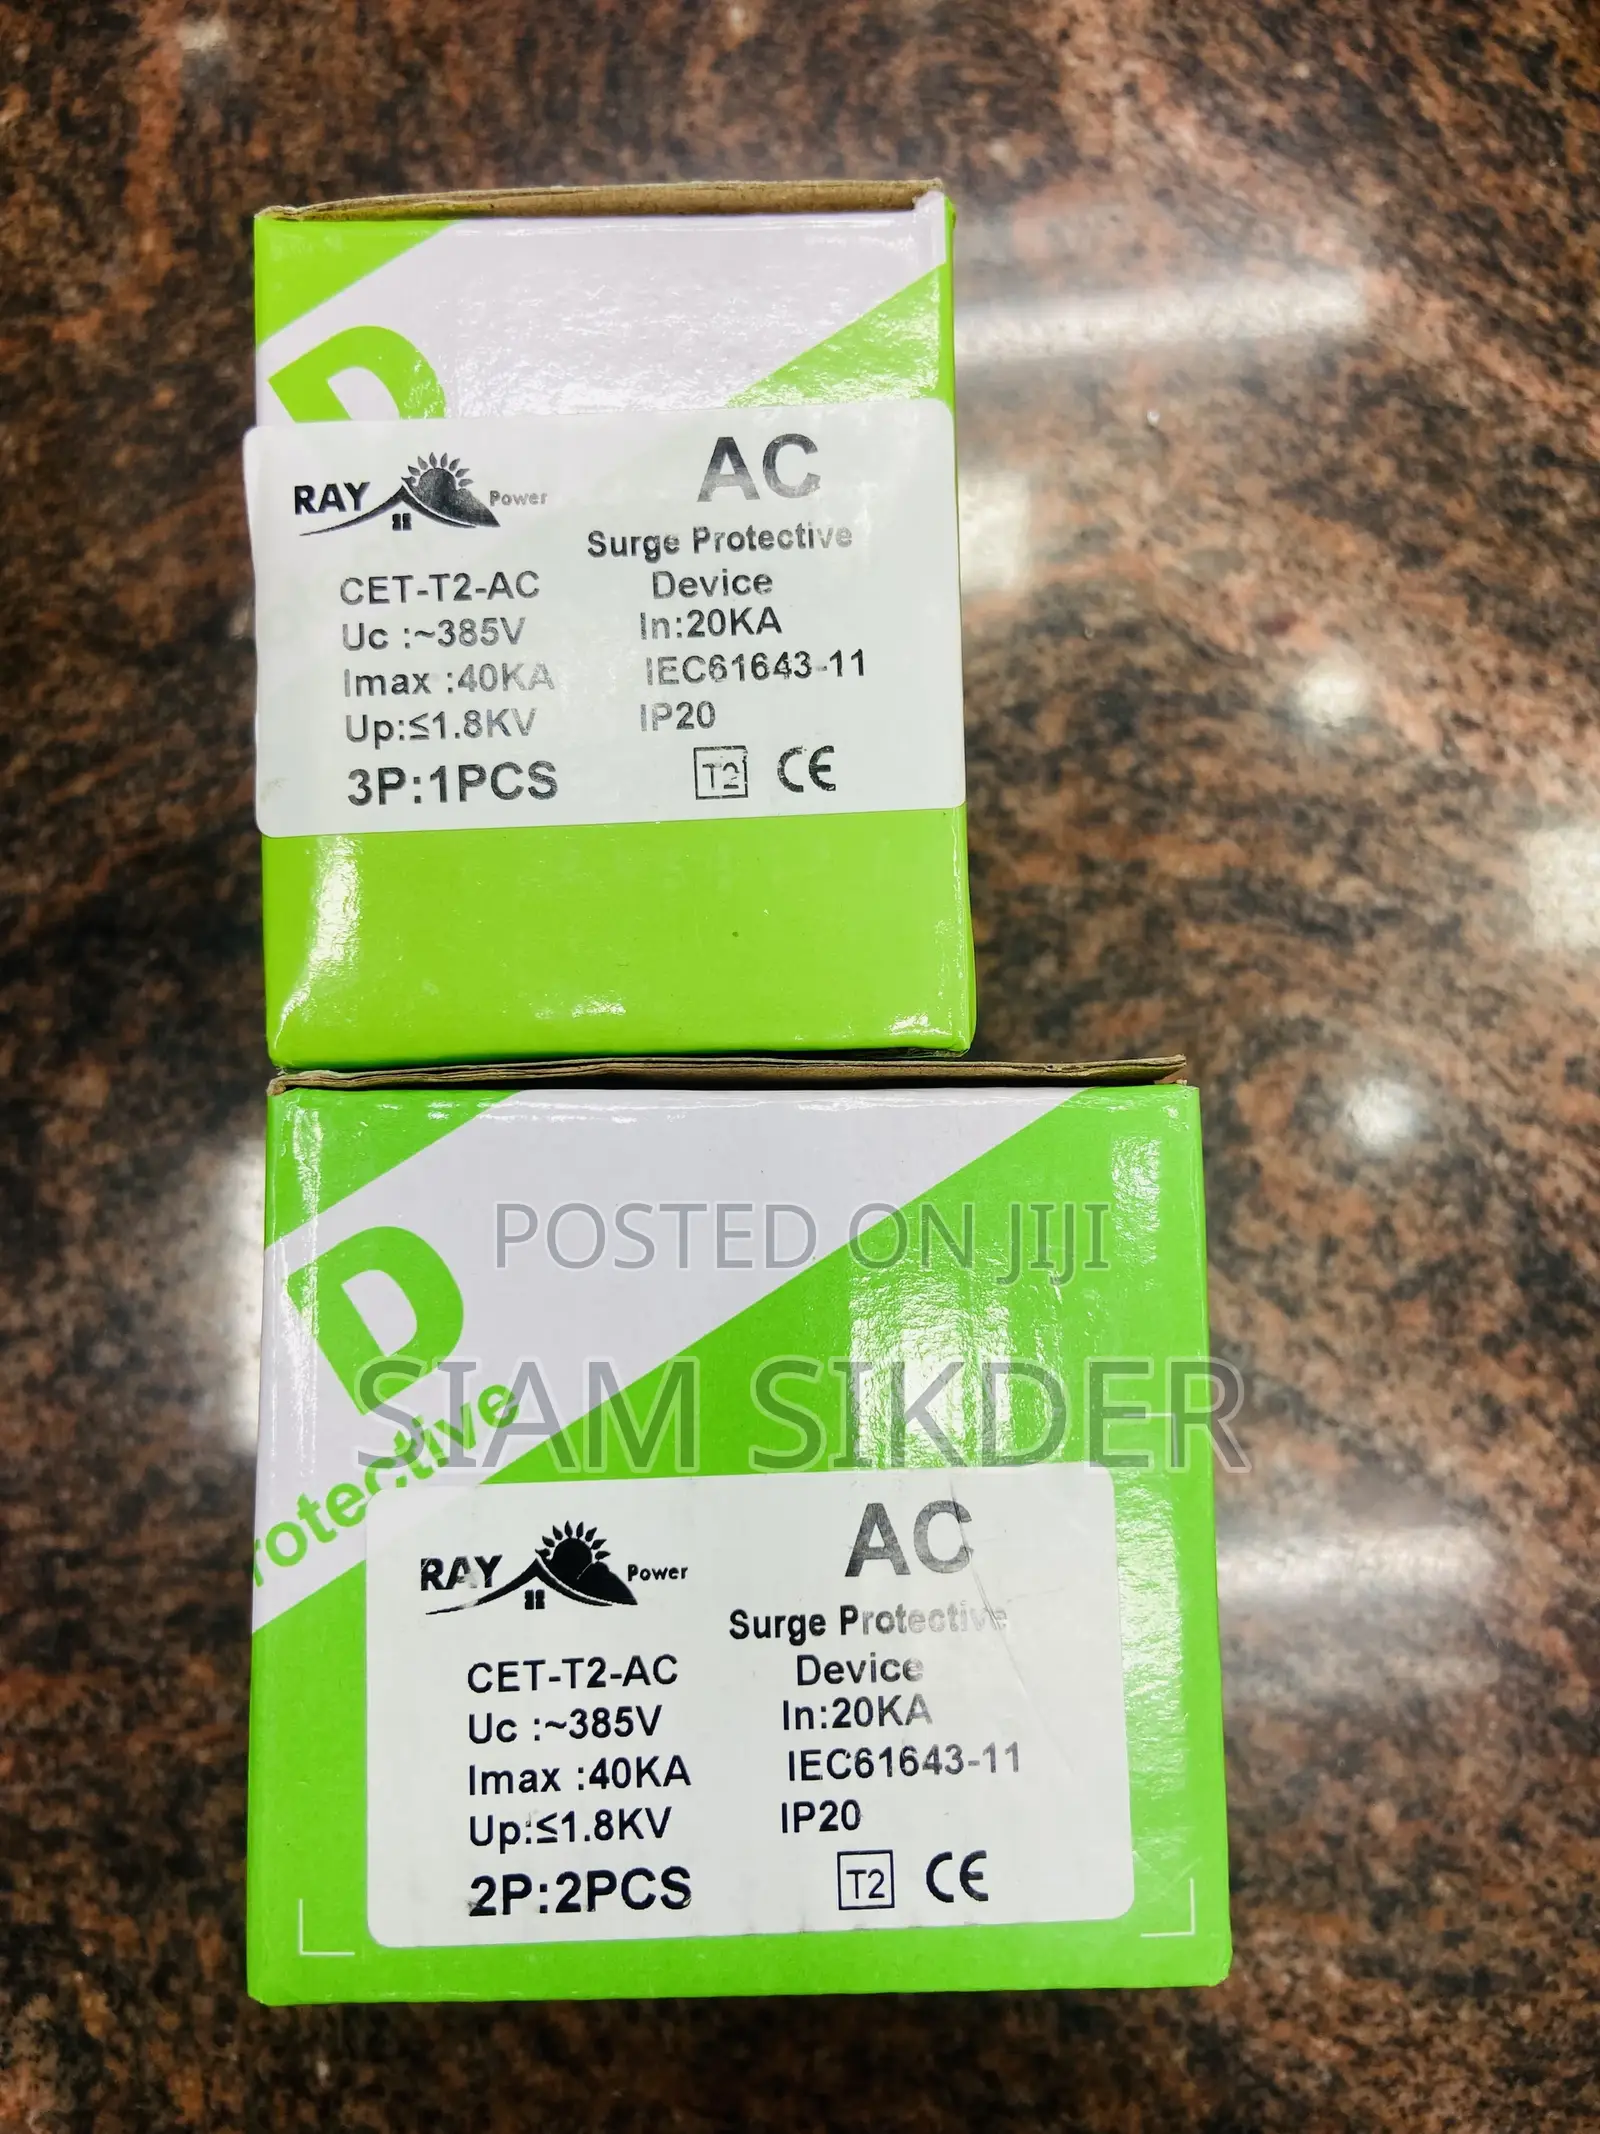 D
RAY Power
AC
Surge Protective
Device
CET-T2-AC
Uc :~385V
Imax :40KA
Up:≤1.8KV
3P:1PCS
In:20KA
IEC61643-11
IP20
T2 CE
POSTED ON JIJI
SIAM SIKDER
D
rotective
RAY Power
AC
Surge Protective
Device
CET-T2-AC
Uc :~385V
Imax :40KA
Up:≤1.8KV
2P:2PCS
In:20KA
IEC61643-11
IP20
T2 CE